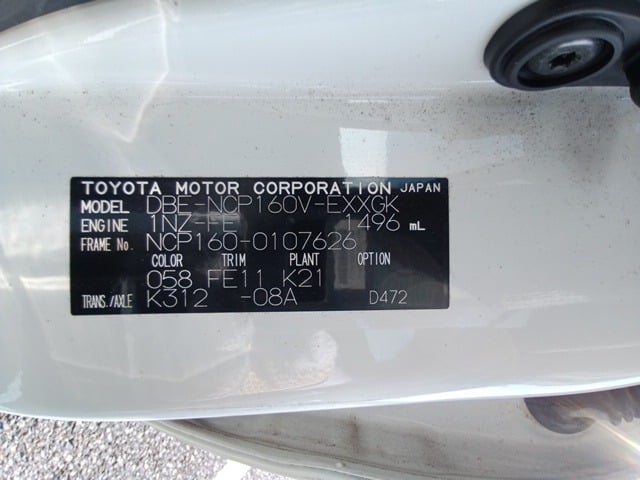 TOYOTA MOTOR CORPORATION JAPAN
MODEL DBE-NCP160V-EXXGK
ENGINE 1NZ-FE 1496 mL
FRAME No. NCP160-0107626
COLOR TRIM PLANT OPTION
058 FE11 K21
TRANS./AXLE K312 -08A D472